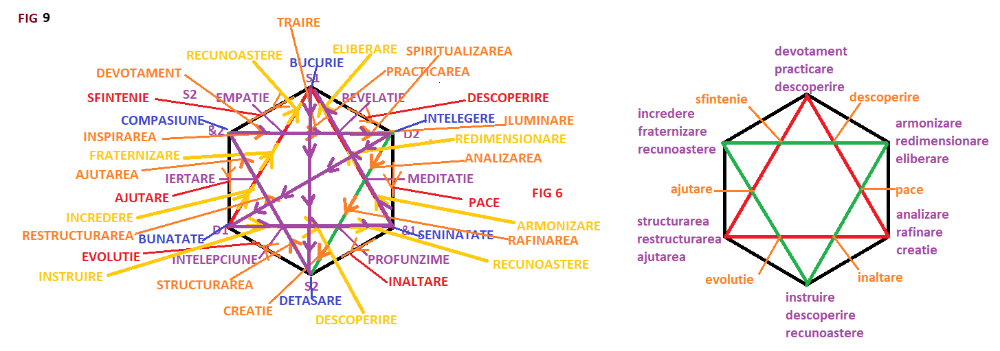 FIG 9
TRAIRE
RECUNOASTERE
ELIBERARE
SPIRITUALIZAREA
BUCURIE
DEVOTAMENT
PRACTICAREA
S1
SFINTENIE
S2
EMPATIE
REVELATIE
DESCOPERIRE
COMPASIUNE
INTELEGERE
ILUMINARE
&2
D2
INSPIRAREA
REDIMENSIONARE
FRATERNIZARE
ANALIZAREA
AJUTAREA
IERTARE
MEDITATIE
AJUTARE
PACE
FIG 6
INCREDERE
ARMONIZARE
D1
&1
RESTRUCTURAREA
BUNATATE
SENINATATE
RAFINAREA
EVOLUTIE
INTELEPCIUNE
PROFUNZIME
RECUNOASTERE
INSTRUIRE
STRUCTURAREA
S2
INALTARE
DETASARE
CREATIE
DESCOPERIRE
devotament
practicare
descoperire
sfintenie
descoperire
incredere
fraternizare
recunoastere
armonizare
redimensionare
eliberare
ajutare
pace
structurarea
restructurarea
ajutarea
analizare
rafinare
creatie
evolutie
inaltare
instruire
descoperire
recunoastere